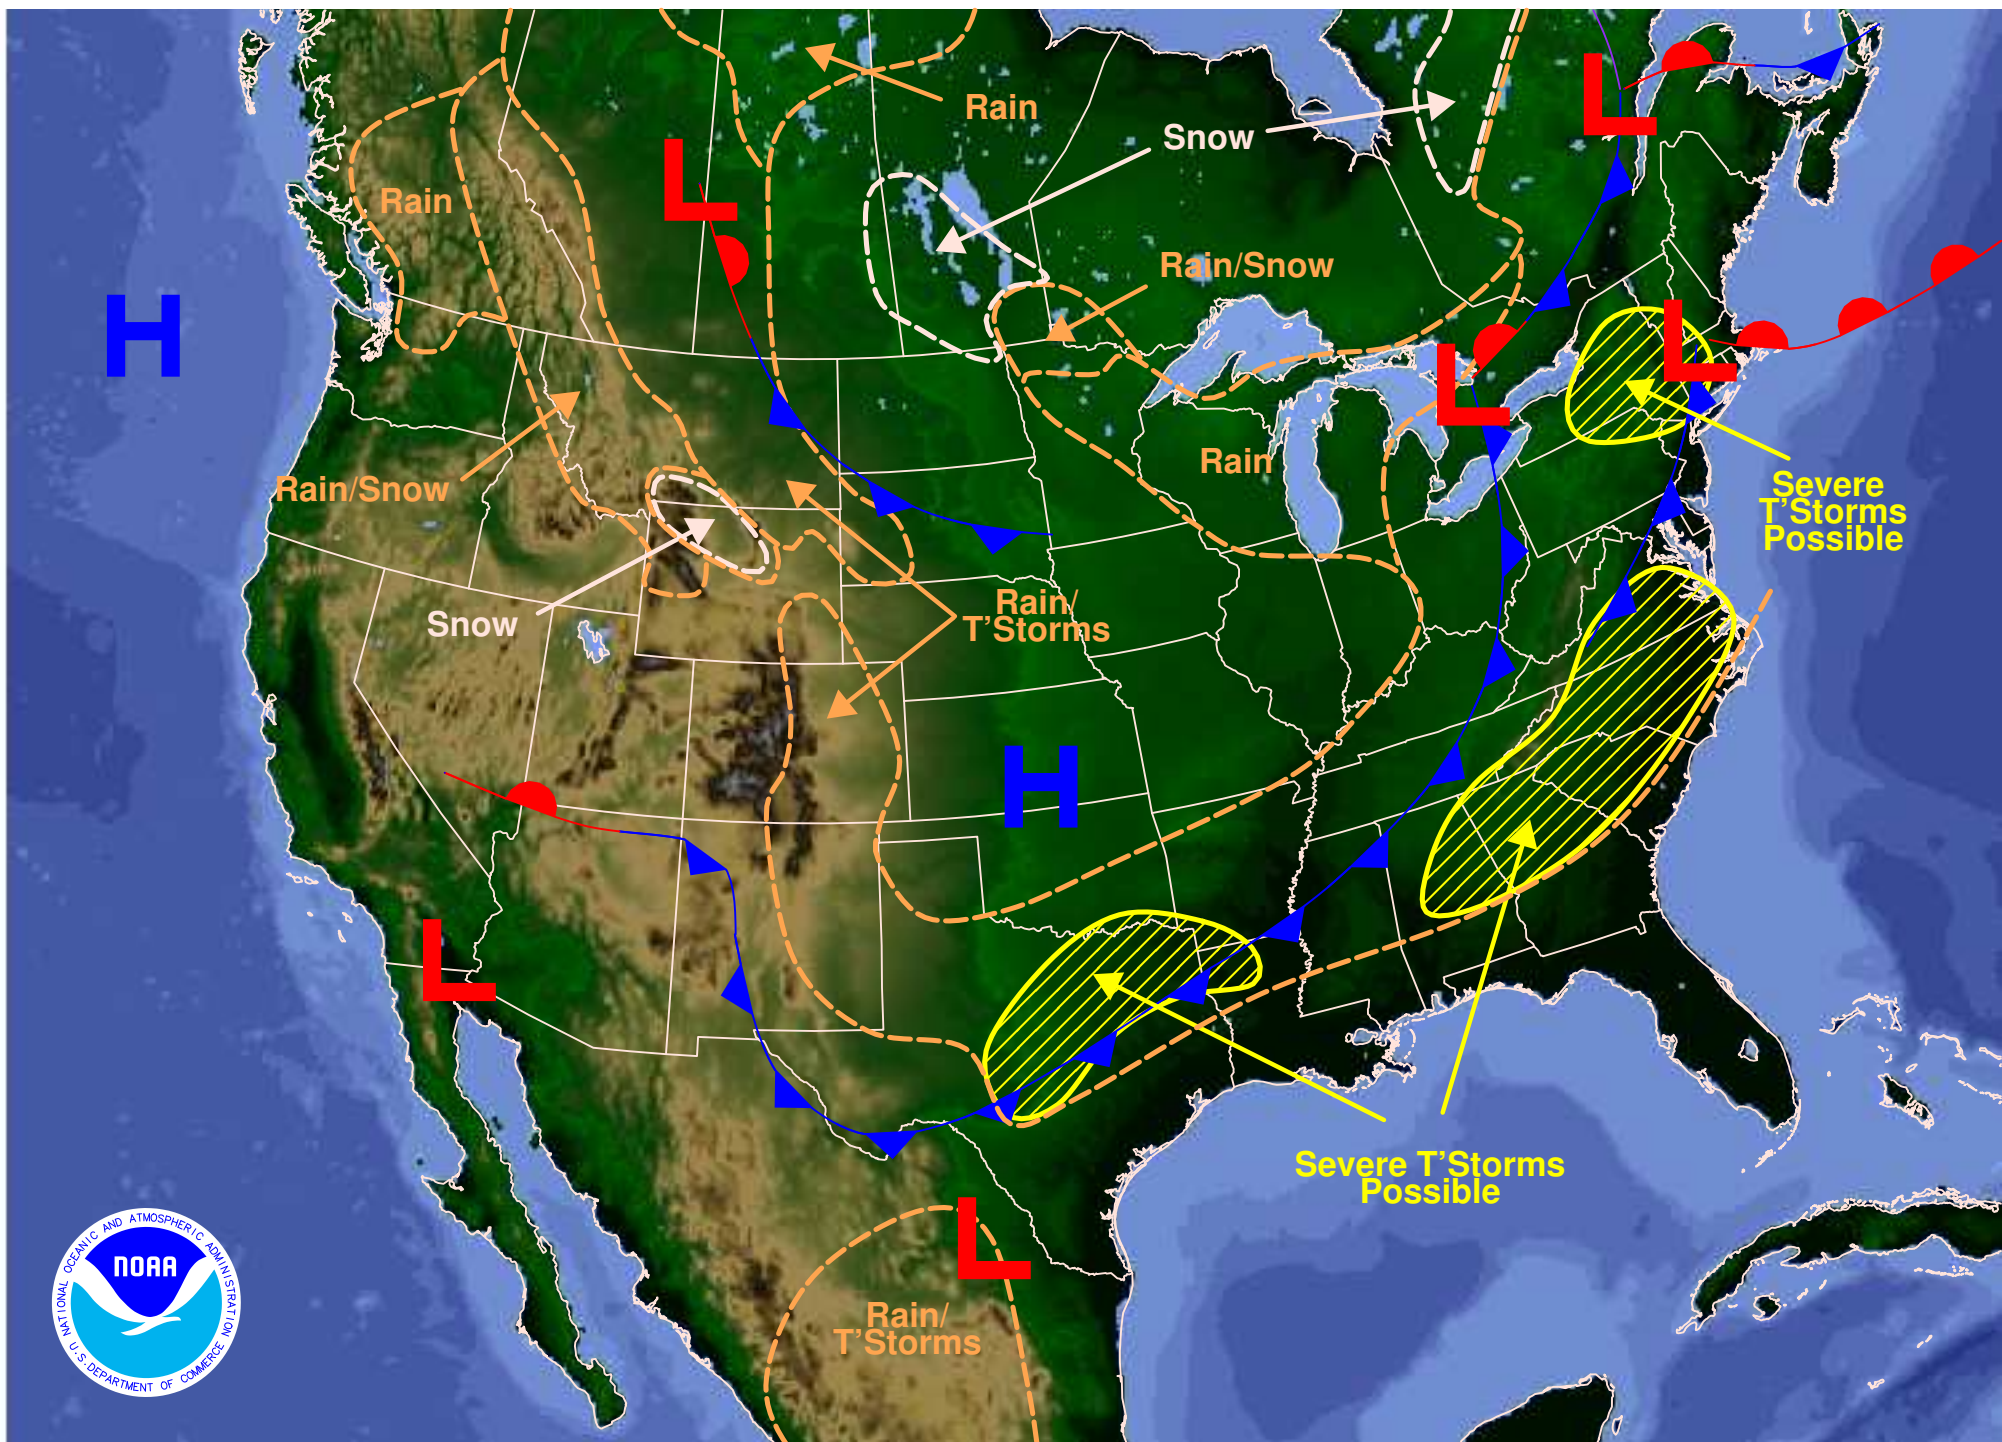 Rain
Snow
L
L
Rain
Rain/Snow
H
L
L
Rain
Rain/Snow
Severe
T'Storms
Possible
Snow
Rain/
T'Storms
H
L
Severe T'Storms
Possible
L
Rain/
T'Storms
NATIONAL OCEANIC AND ATMOSPHERIC ADMINISTRATION
NOAA
U.S. DEPARTMENT OF COMMERCE